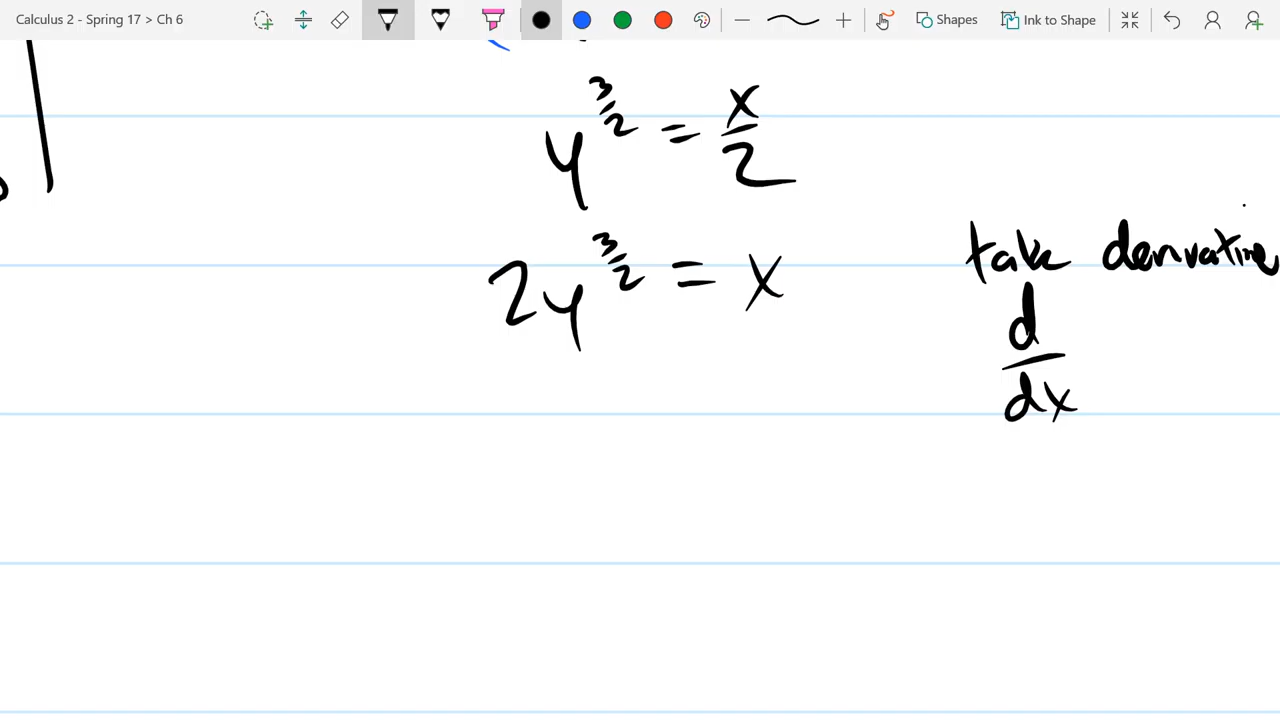 Calculus 2 - Spring 17 > Ch 6 Shapes Ink to Shape
y^{3/2} = x/2
take derivative
2y^{3/2} = x
d/dx